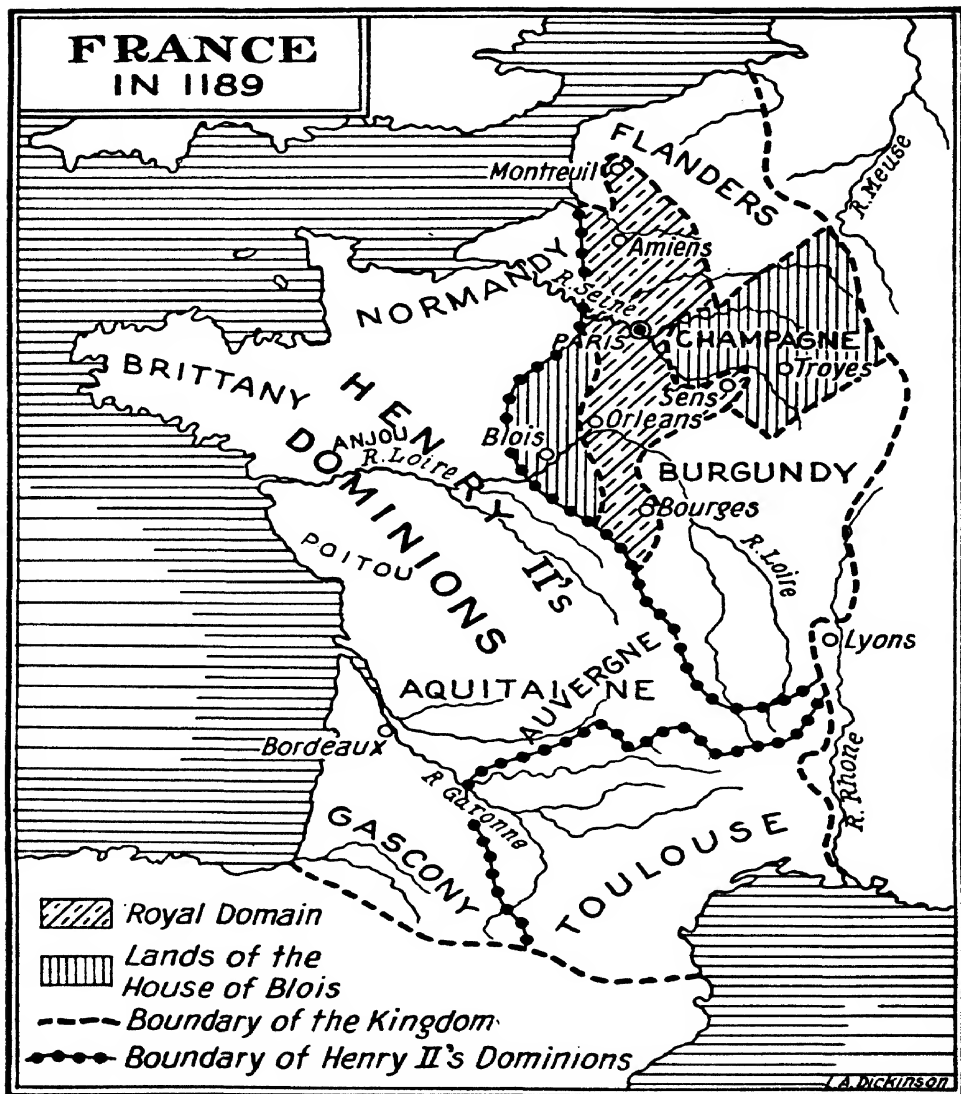 FRANCE
IN 1189
FLANDERS
Montreuil
R. Meuse
Amiens
NORMANDY
R. Seine
PARIS
CHAMPAGNE
Troyes
BRITTANY
HENRY II's
DOMINIONS
Sens
Orleans
Blois
ANJOU
R. Loire
BURGUNDY
Bourges
POITOU
R. Loire
Lyons
AQUITAINE
AUVERGNE
Bordeaux
R Garonne
R. Rhone
GASCONY
TOULOUSE
Royal Domain
Lands of the
House of Blois
Boundary of the Kingdom
Boundary of Henry II's Dominions
I. A. Dickinson